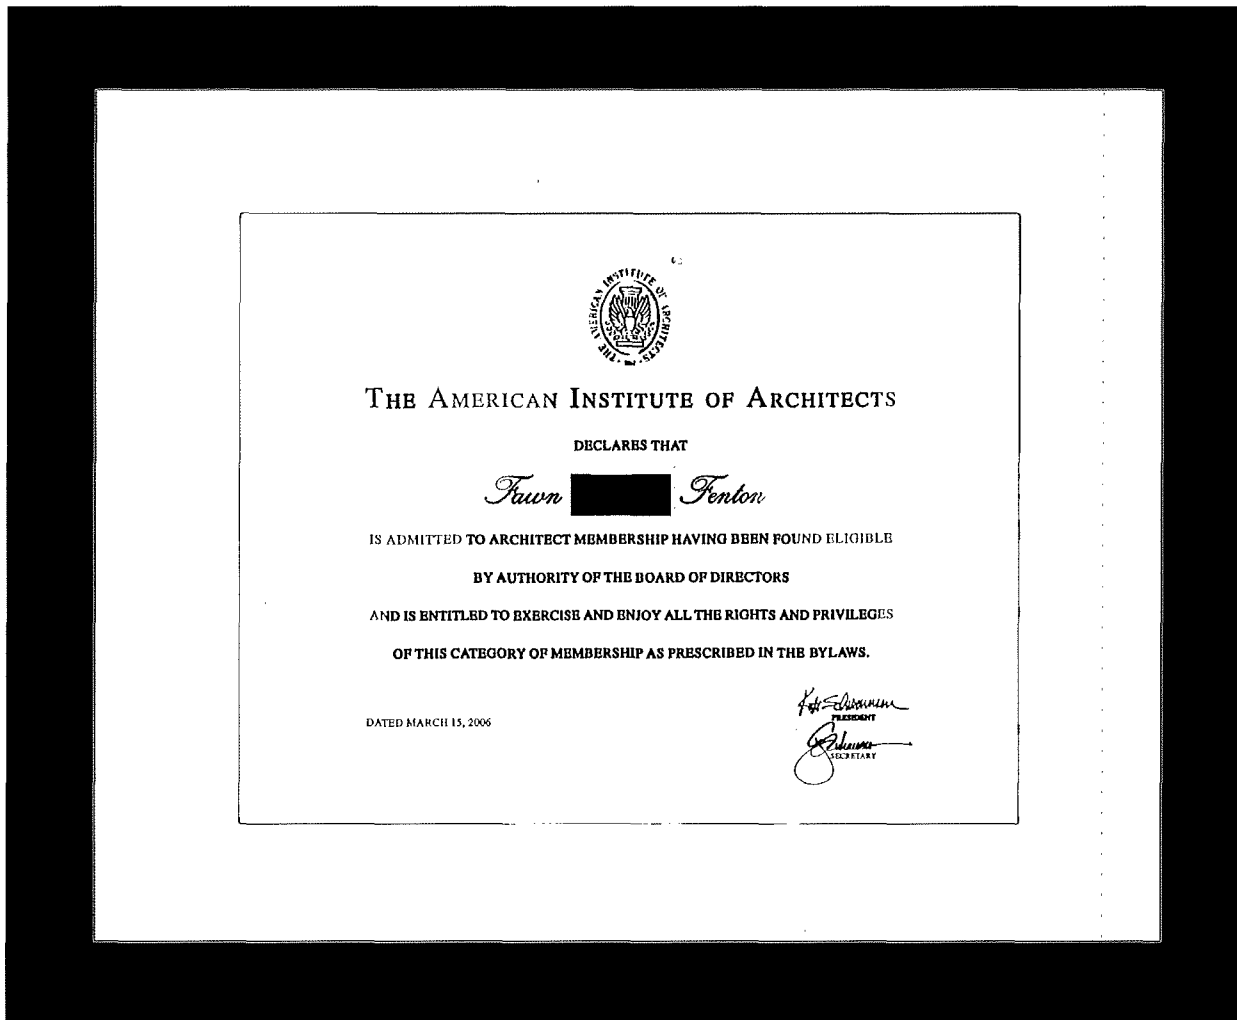 THE AMERICAN INSTITUTE OF ARCHITECTS
THE AMERICAN INSTITUTE OF ARCHITECTS
DECLARES THAT
Fawn Fenton
IS ADMITTED TO ARCHITECT MEMBERSHIP HAVING BEEN FOUND ELIGIBLE
BY AUTHORITY OF THE BOARD OF DIRECTORS
AND IS ENTITLED TO EXERCISE AND ENJOY ALL THE RIGHTS AND PRIVILEGES
OF THIS CATEGORY OF MEMBERSHIP AS PRESCRIBED IN THE BYLAWS.
PRESIDENT
DATED MARCH 15, 2006
SECRETARY